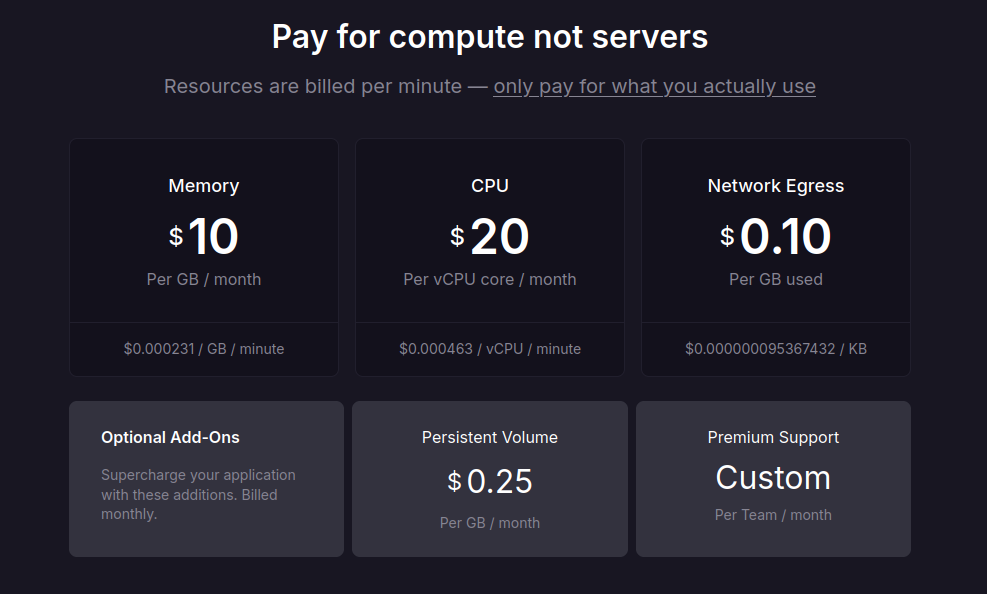 Pay for compute not servers
Resources are billed per minute — only pay for what you actually use
Memory
$10
Per GB / month
$0.000231 / GB / minute
CPU
$20
Per vCPU core / month
$0.000463 / vCPU / minute
Network Egress
$0.10
Per GB used
$0.000000095367432 / KB
Optional Add-Ons
Supercharge your application
with these additions. Billed
monthly.
Persistent Volume
$0.25
Per GB / month
Premium Support
Custom
Per Team / month